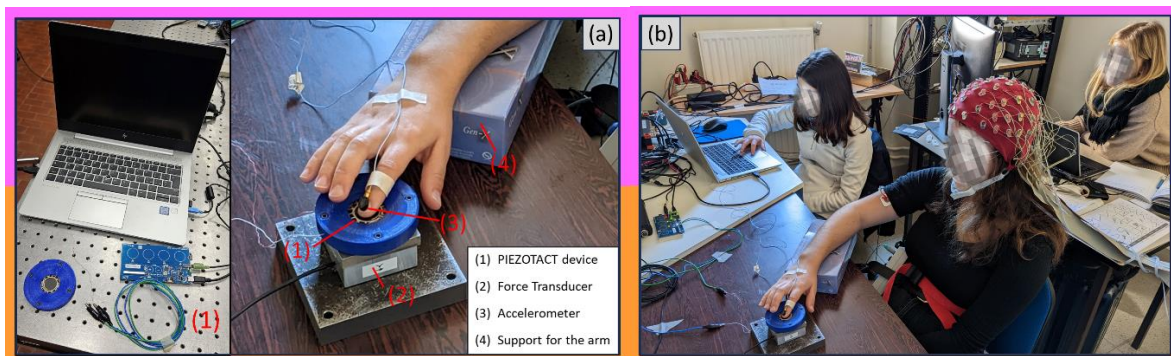 (a)
(4)
(3)
(1)
(2)
(1)
(1) PIEZOTACT device
(2) Force Transducer
(3) Accelerometer
(4) Support for the arm
(b)